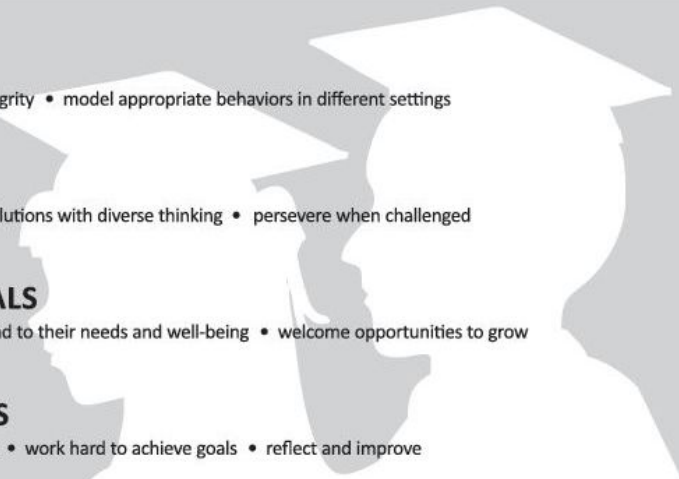 grity • model appropriate behaviors in different settings
lutions with diverse thinking • persevere when challenged
ALS
d to their needs and well-being • welcome opportunities to grow
S
• work hard to achieve goals • reflect and improve